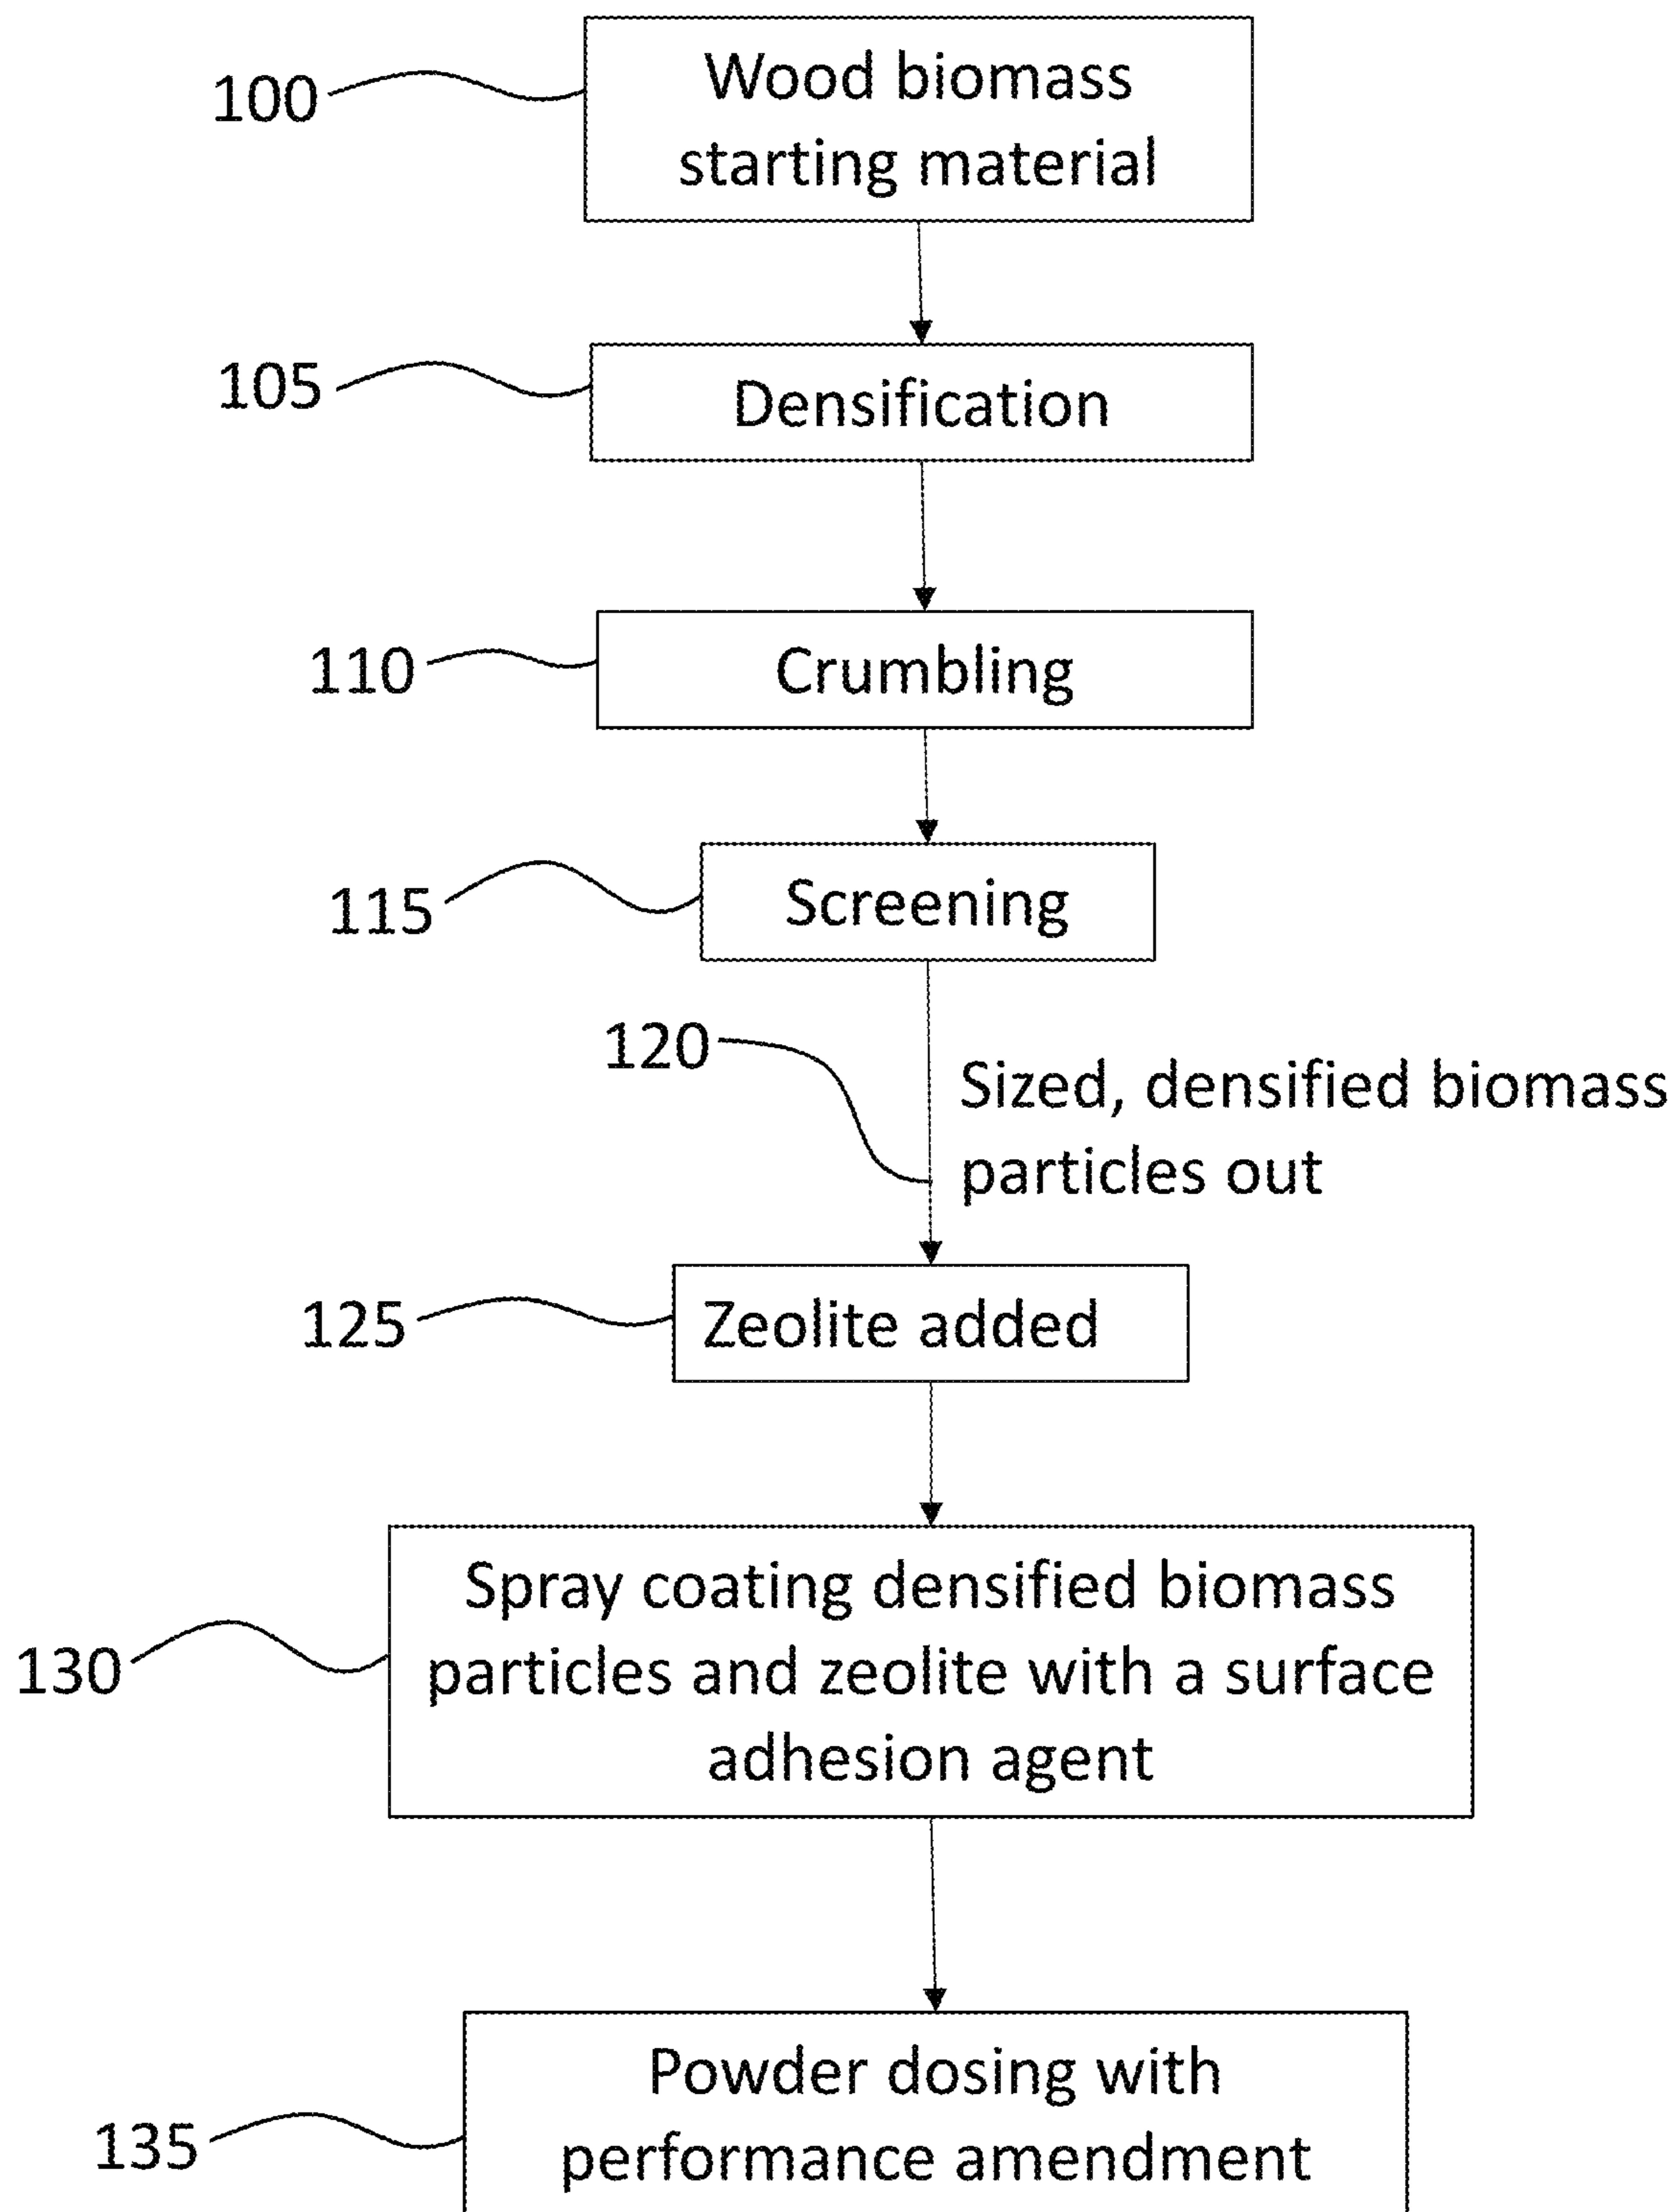 100
Wood biomass
starting material
105
Densification
110
Crumbling
115
Screening
120
Sized, densified biomass
particles out
125
Zeolite added
130
Spray coating densified biomass
particles and zeolite with a surface
adhesion agent
135
Powder dosing with
performance amendment